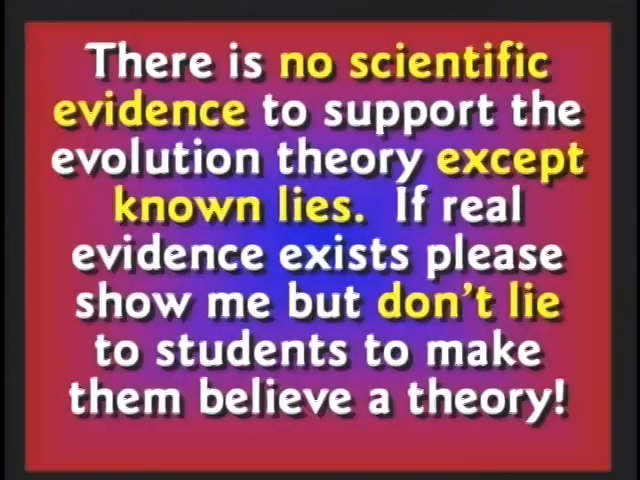 There is no scientific
evidence to support the
evolution theory except
known lies.  If real
evidence exists please
show me but don't lie
to students to make
them believe a theory!